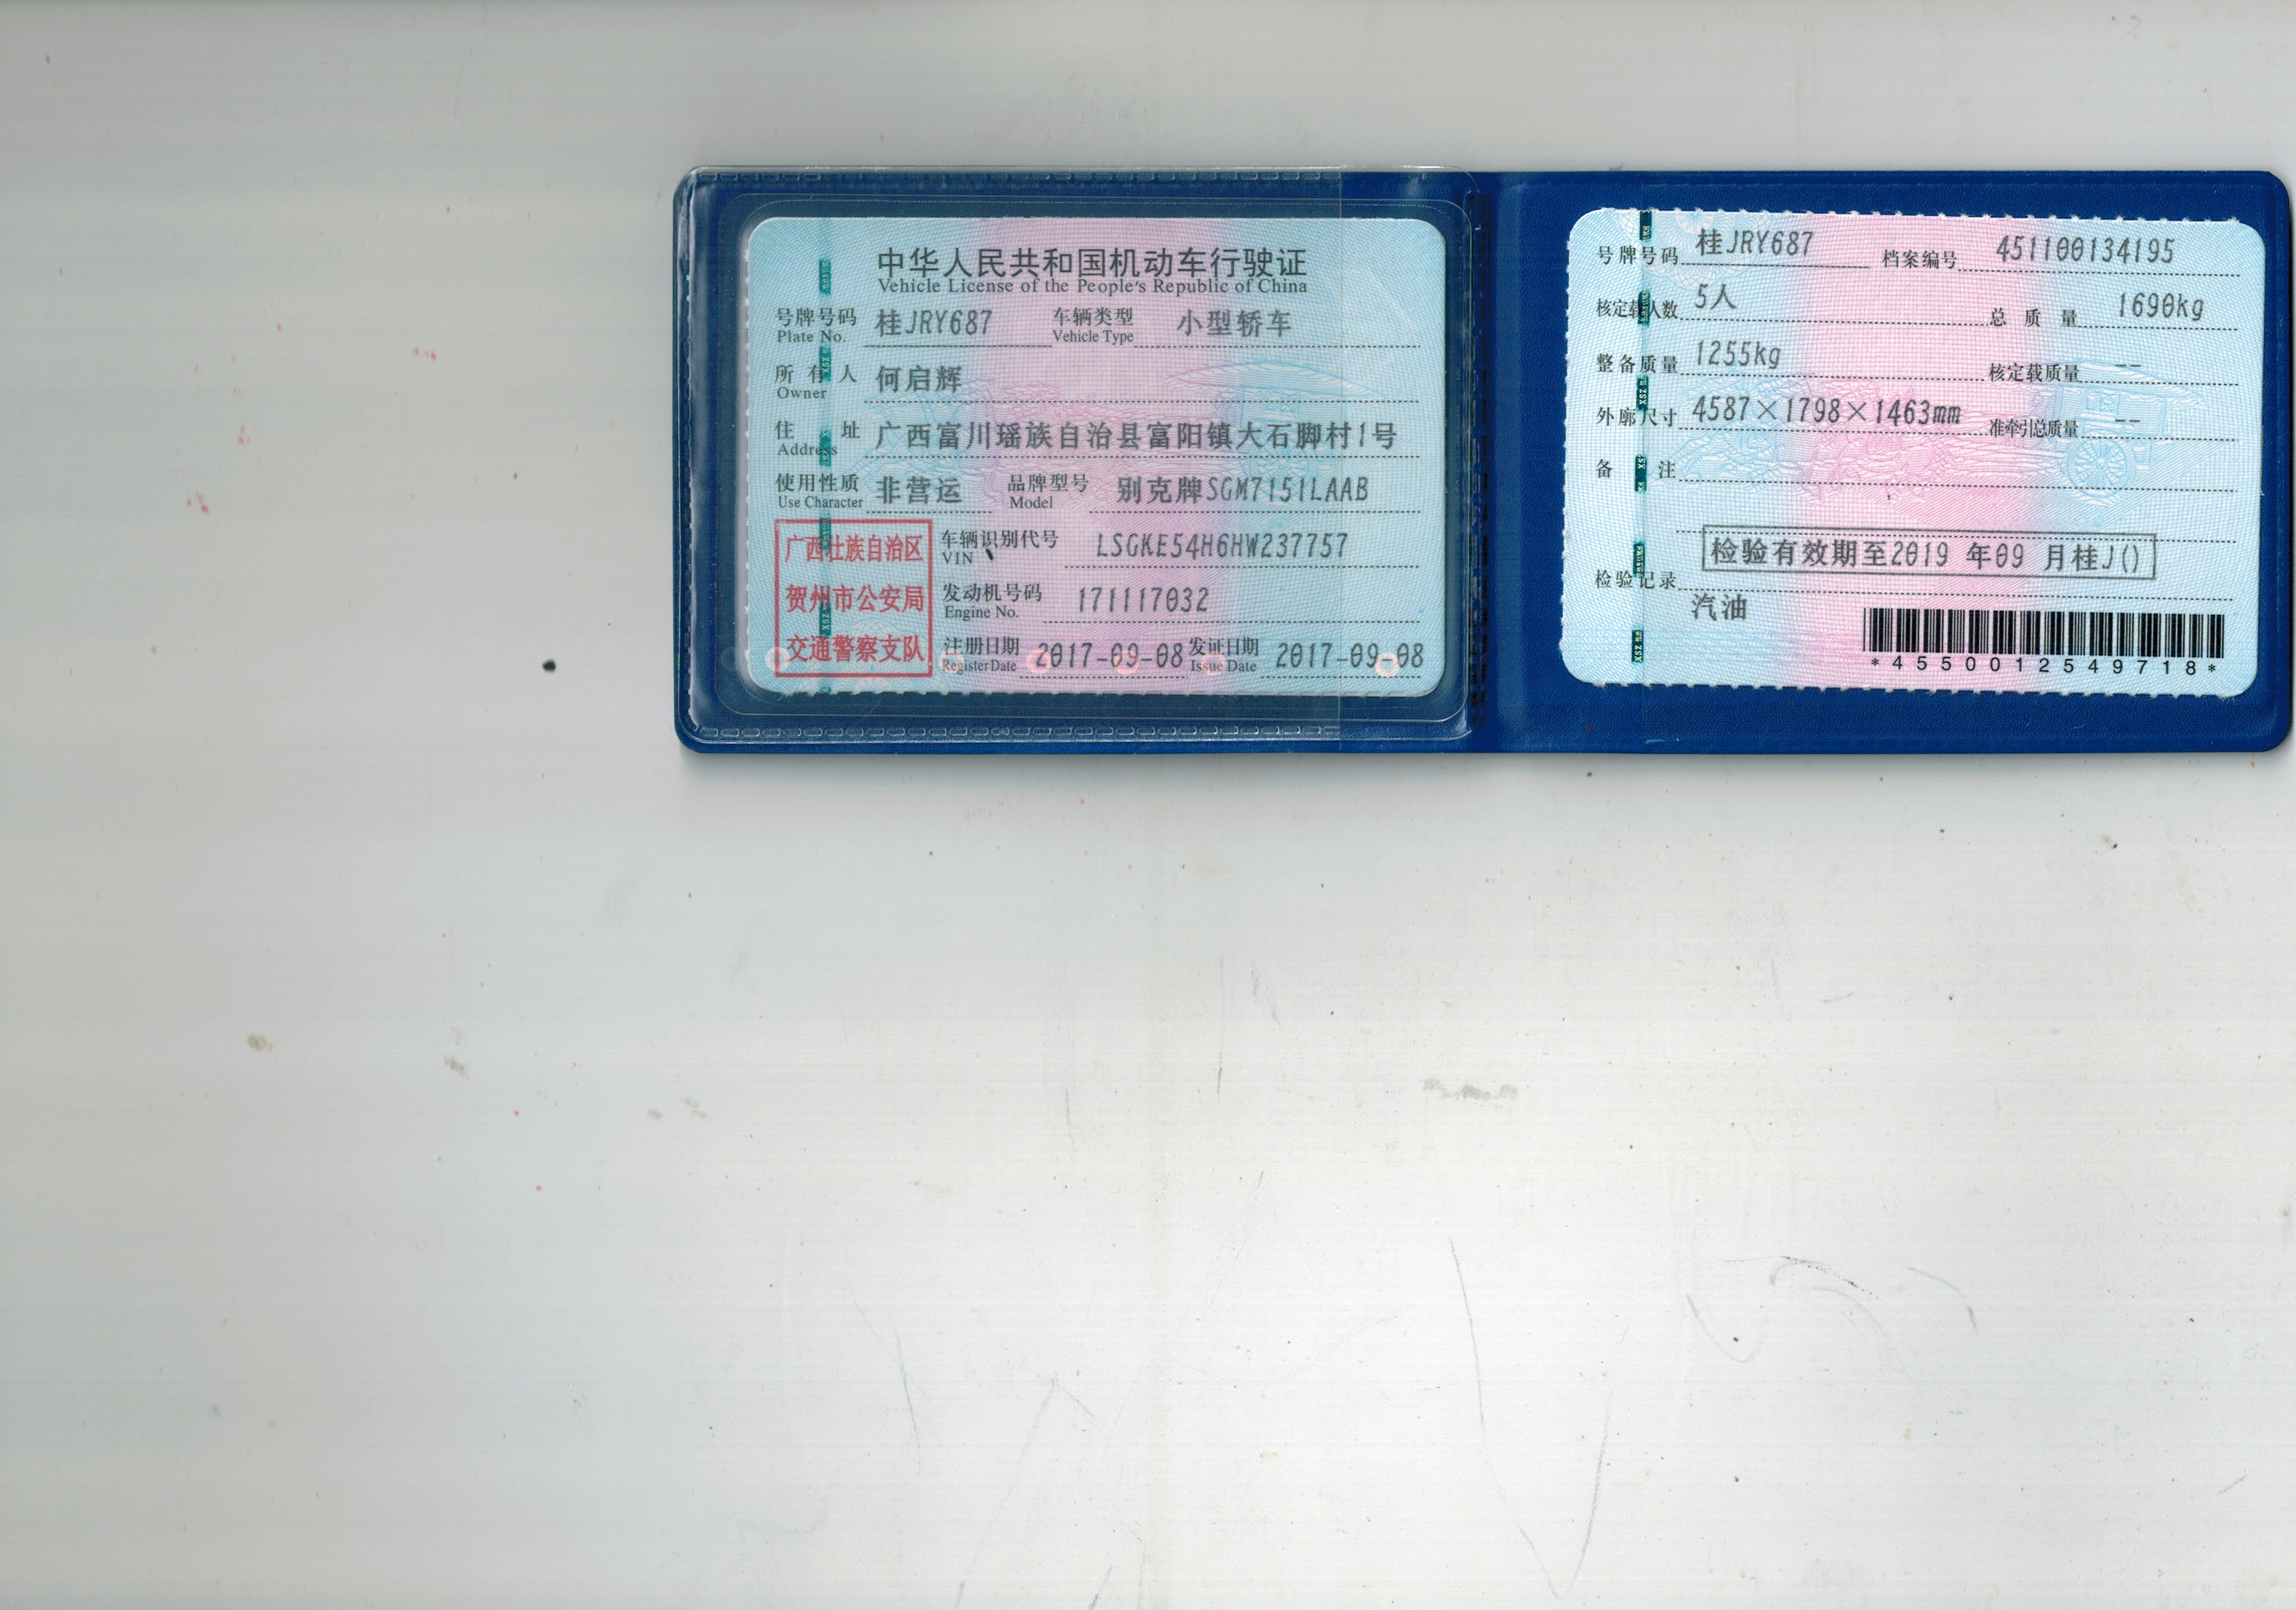 中华人民共和国机动车行驶证
Vehicle License of the People's Republic of China
号牌号码 桂JRY687 车辆类型 小型轿车
Plate No. Vehicle Type
所有人 何启辉
Owner
住址 广西富川瑶族自治县富阳镇大石脚村1号
Address
使用性质 非营运 品牌型号 别克牌SGM7151LAAB
Use Character Model
广西壮族自治区
贺州市公安局
交通警察支队
车辆识别代号 LSGKE54H6HW237757
VIN
发动机号码 171117032
Engine No.
注册日期 2017-09-08 发证日期 2017-09-08
Register Date Issue Date
号牌号码 桂JRY687 档案编号 451100134195
核定载人数 5人 总质量 1690kg
整备质量 1255kg 核定载质量 --
外廓尺寸 4587×1798×1463mm 准牵引总质量 --
备注
检验有效期至2019 年09 月桂J()
检验记录
汽油
*4550012549718*